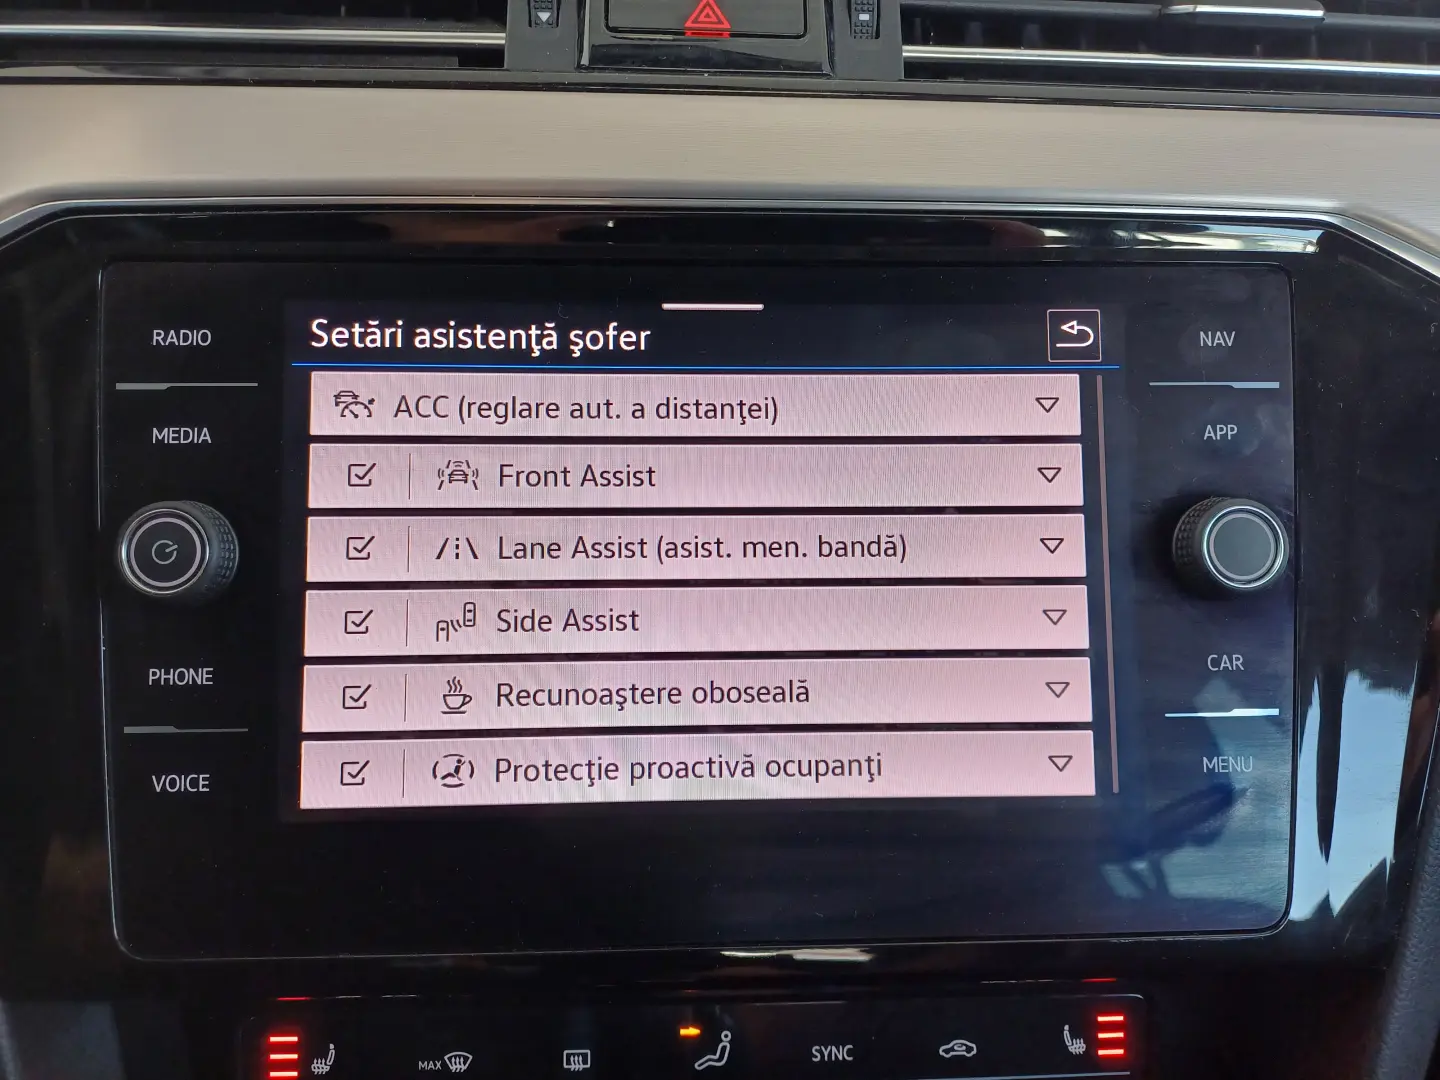 Setări asistenţă şofer
ACC (reglare aut. a distanţei)
Front Assist
Lane Assist (asist. men. bandă)
Side Assist
Recunoaştere oboseală
Protecţie proactivă ocupanţi
RADIO
MEDIA
PHONE
VOICE
NAV
APP
CAR
MENU
MAX
SYNC